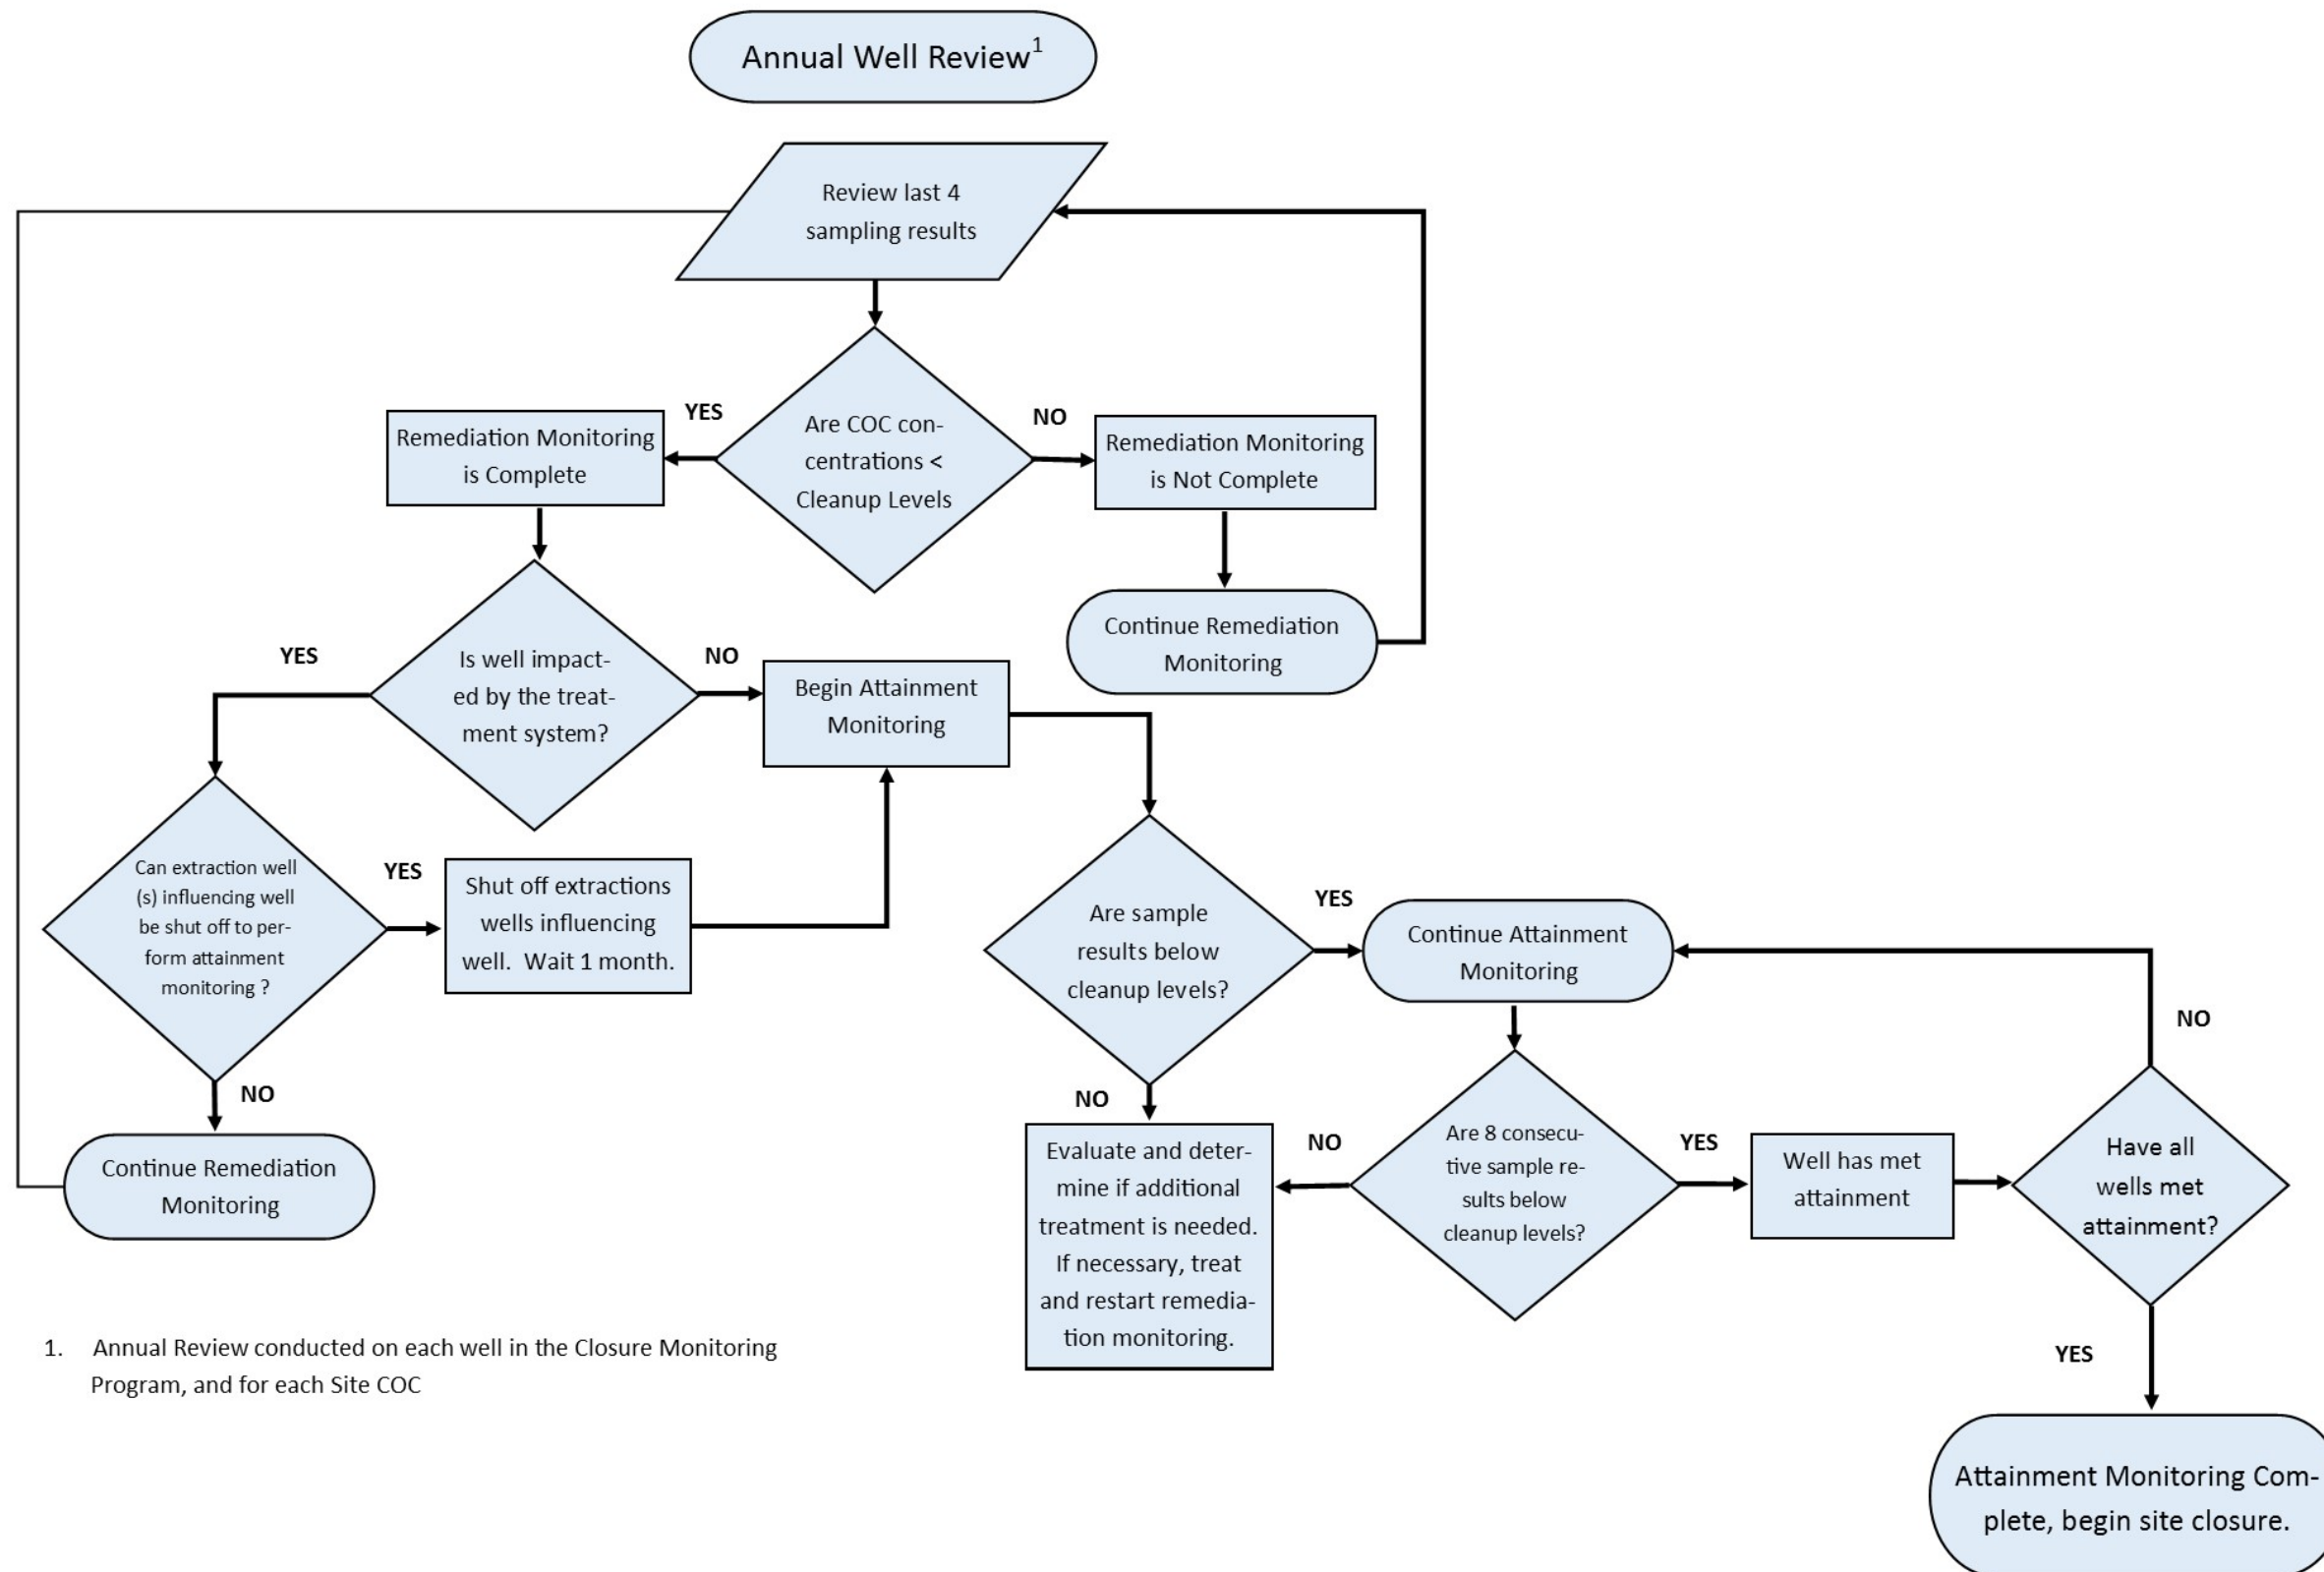 Annual Well Review1
Review last 4
sampling results
Are COC con-
centrations <
Cleanup Levels
YES
NO
Remediation Monitoring
is Complete
Remediation Monitoring
is Not Complete
Continue Remediation
Monitoring
Is well impact-
ed by the treat-
ment system?
YES
NO
Begin Attainment
Monitoring
Can extraction well
(s) influencing well
be shut off to per-
form attainment
monitoring ?
YES
Shut off extractions
wells influencing
well.  Wait 1 month.
NO
Continue Remediation
Monitoring
Are sample
results below
cleanup levels?
YES
Continue Attainment
Monitoring
NO
Evaluate and deter-
mine if additional
treatment is needed.
If necessary, treat
and restart remedia-
tion monitoring.
NO
Are 8 consecu-
tive sample re-
sults below
cleanup levels?
YES
Well has met
attainment
Have all
wells met
attainment?
NO
YES
Attainment Monitoring Com-
plete, begin site closure.
1. Annual Review conducted on each well in the Closure Monitoring
Program, and for each Site COC